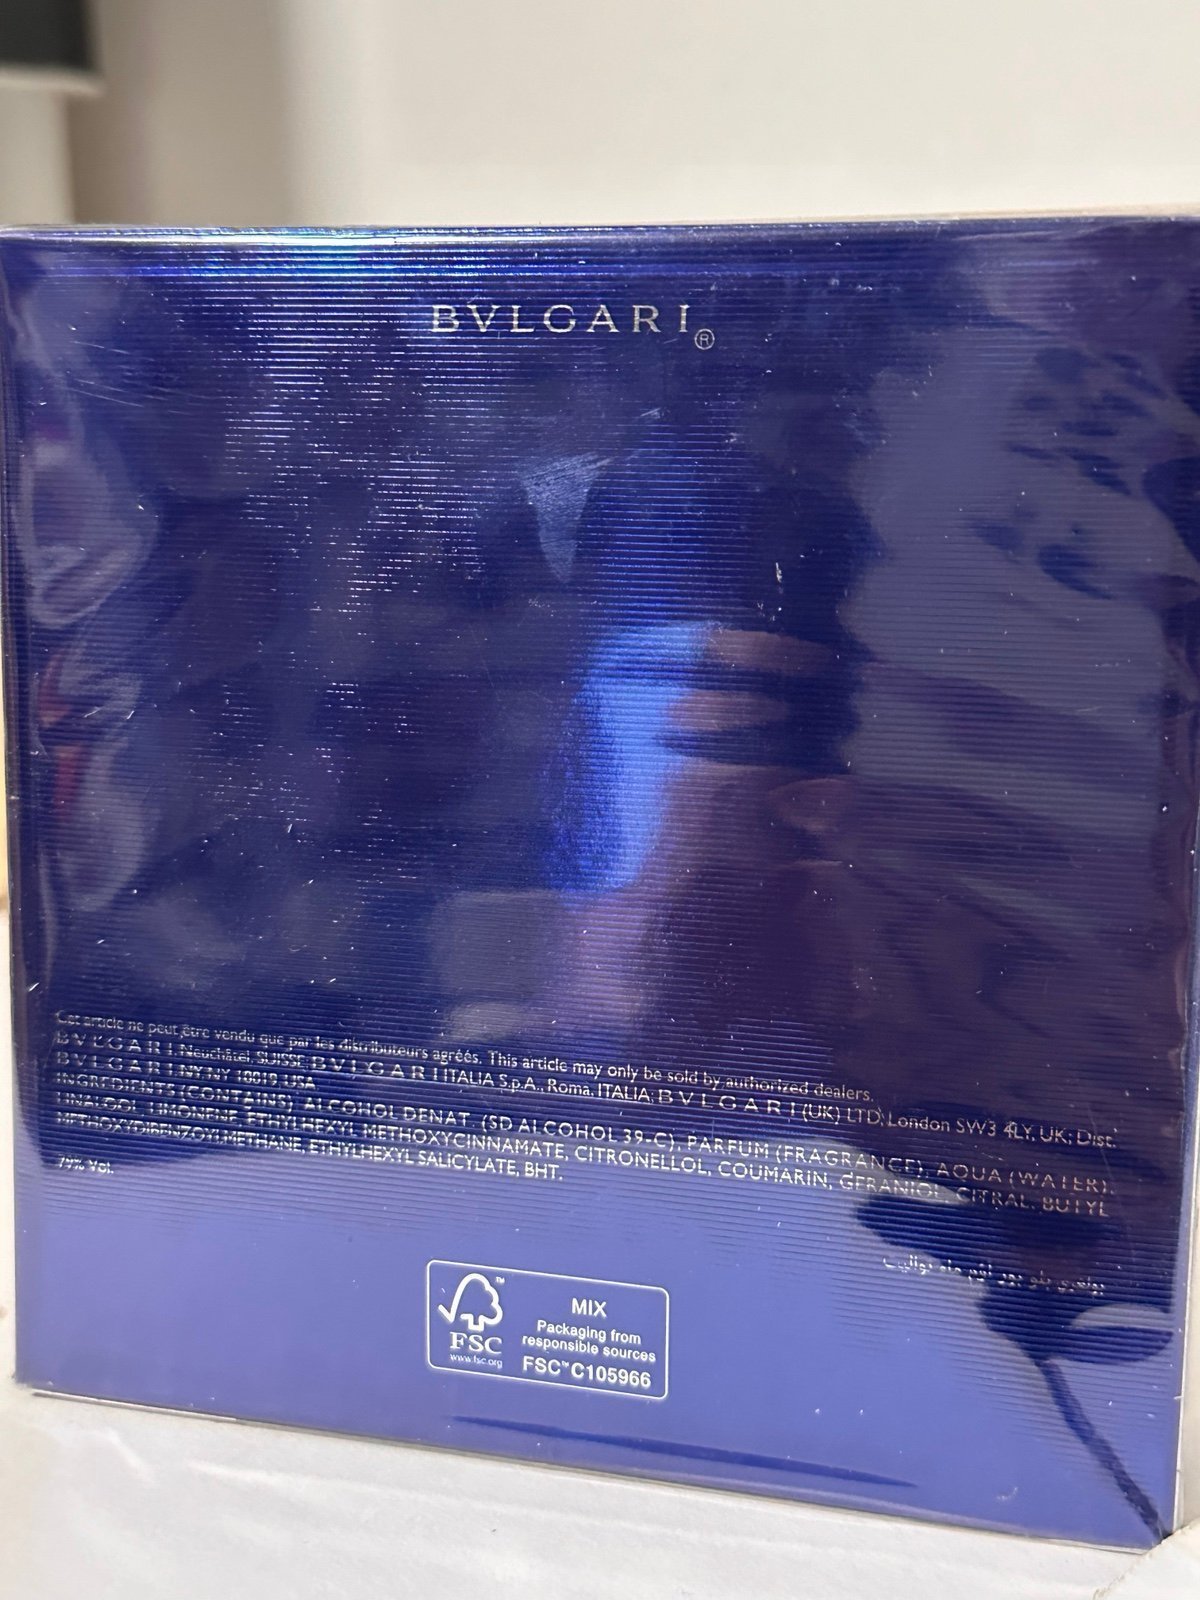 BVLGARI®
Cet article ne peut être vendu que par les distributeurs agréés. This article may only be sold by authorized dealers.
BVLGARI Neuchâtel, SUISSE; BVLGARI ITALIA S.p.A., Roma, ITALIA; BVLGARI (UK) LTD, London SW3 4LY, UK; Dist.
BVLGARI NY NY 10019 USA
INGREDIENTS (CONTAINS): ALCOHOL DENAT. (SD ALCOHOL 39-C), PARFUM (FRAGRANCE), AQUA (WATER),
LINALOOL, LIMONENE, ETHYLHEXYL METHOXYCINNAMATE, CITRONELLOL, COUMARIN, GERANIOL, CITRAL, BUTYL
METHOXYDIBENZOYLMETHANE, ETHYLHEXYL SALICYLATE, BHT.
79% Vol.
FSC™
www.fsc.org
MIX
Packaging from
responsible sources
FSC™ C105966